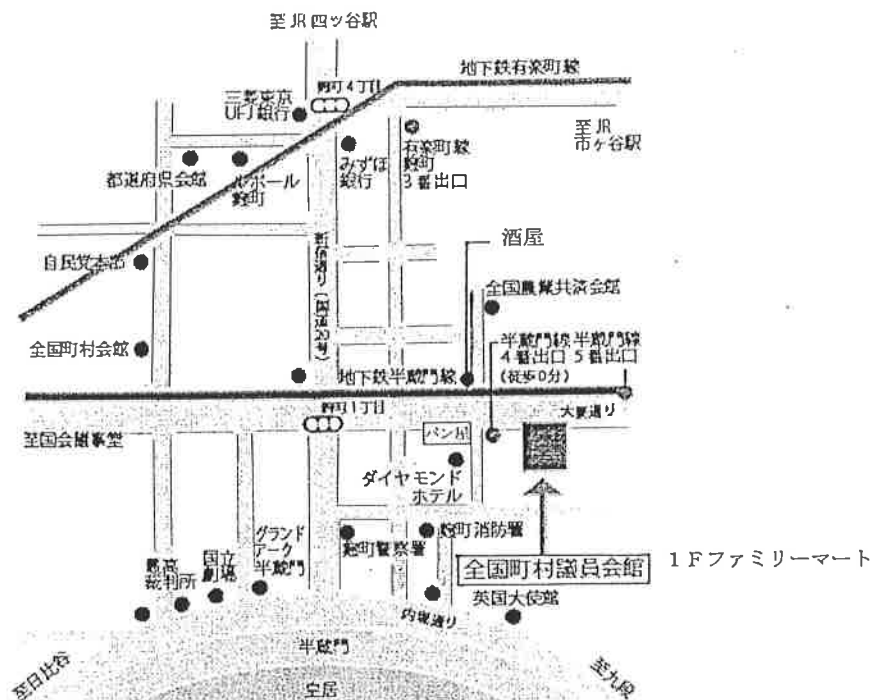 至JR四ツ谷駅
地下鉄有楽町線
麹町4丁目
三菱東京
UFJ銀行
至JR
市ヶ谷駅
有楽町線
麹町
3番出口
みずほ
銀行
都道府県会館
ルポール
麹町
酒屋
自民党本部
新宿通り(国道20号)
全国農業共済会館
全国町村会館
半蔵門線
4番出口
(徒歩0分)
半蔵門線
5番出口
地下鉄半蔵門線
大妻通り
麹町1丁目
至国会議事堂
パン屋
ダイヤモンド
ホテル
グランド
アーク
半蔵門
麹町警察署
麹町消防署
最高
裁判所
国立
劇場
全国町村議員会館
1Fファミリーマート
英国大使館
内堀通り
半蔵門
至日比谷
至九段
皇居